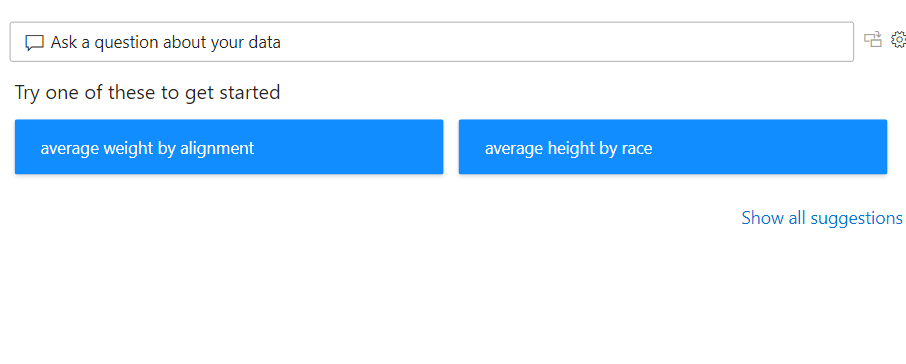 Ask a question about your data
Try one of these to get started
average weight by alignment
average height by race
Show all suggestions